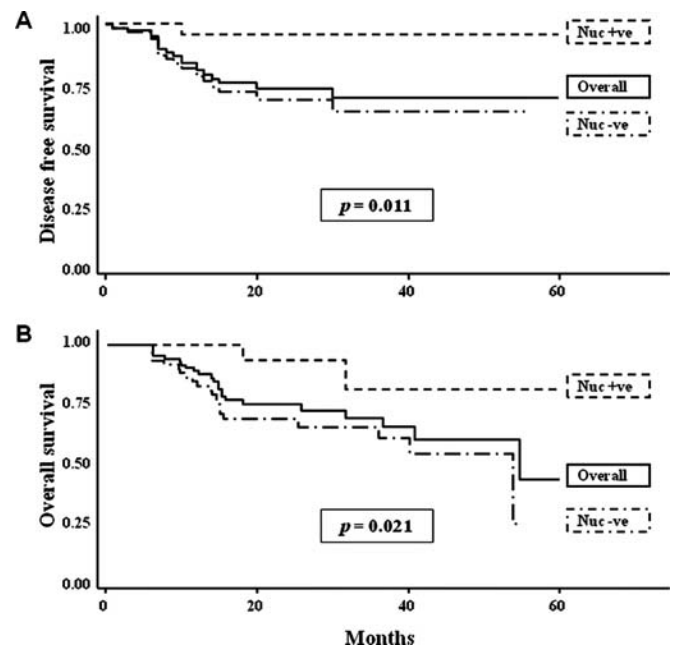 A
1.00
0.75
0.50
0.25
0.00
Disease free survival
Nuc +ve
Overall
Nuc -ve
p = 0.011
0 20 40 60
B
1.00
0.75
0.50
0.25
0.00
Overall survival
Nuc +ve
Overall
Nuc -ve
p = 0.021
0 20 40 60
Months